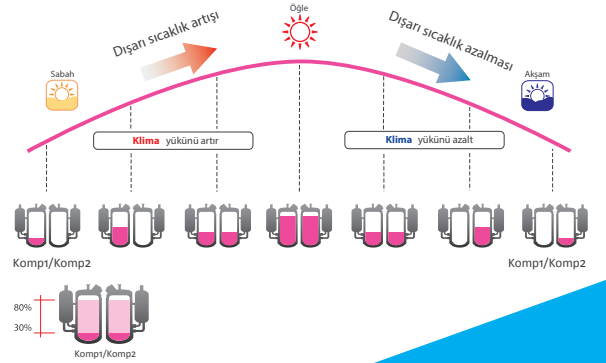 Öğle
Dışarı sıcaklık artışı
Dışarı sıcaklık azalması
Sabah
Akşam
Klima yükünü artır
Klima yükünü azalt
Komp1/Komp2
Komp1/Komp2
80%
30%
Komp1/Komp2